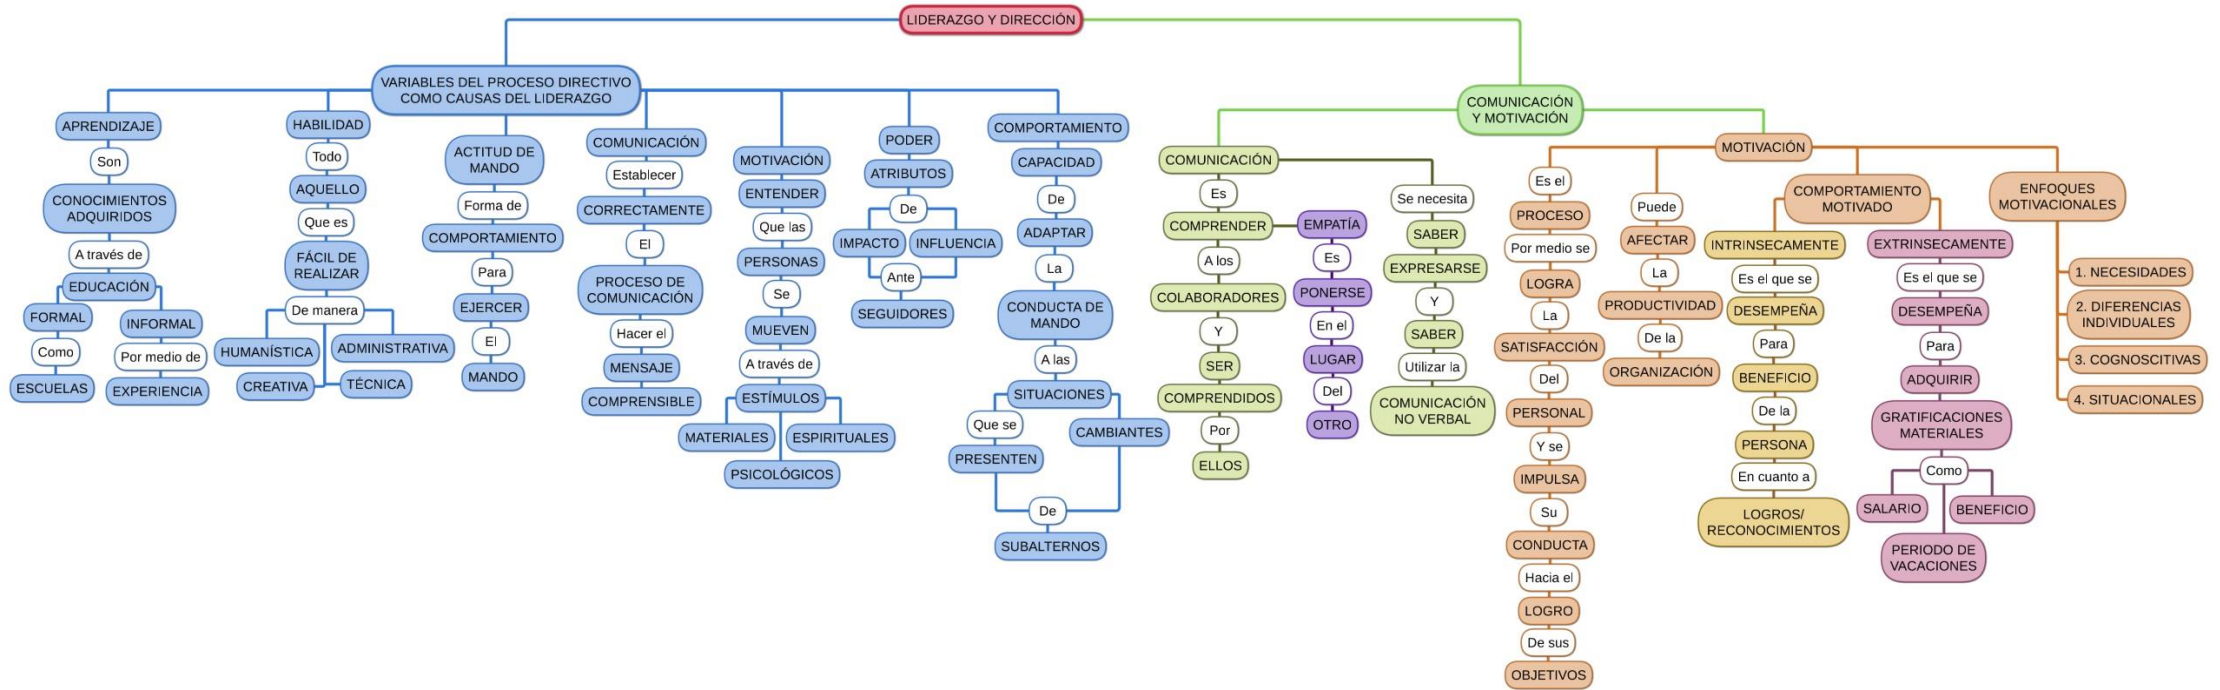 LIDERAZGO Y DIRECCIÓN
VARIABLES DEL PROCESO DIRECTIVO
COMO CAUSAS DEL LIDERAZGO
APRENDIZAJE
Son
CONOCIMIENTOS
ADQUIRIDOS
A través de
EDUCACIÓN
FORMAL
Como
ESCUELAS
INFORMAL
Por medio de
EXPERIENCIA
HABILIDAD
Todo
AQUELLO
Que es
FÁCIL DE
REALIZAR
De manera
HUMANÍSTICA
ADMINISTRATIVA
CREATIVA
TÉCNICA
ACTITUD DE
MANDO
Forma de
COMPORTAMIENTO
Para
EJERCER
El
MANDO
COMUNICACIÓN
Establecer
CORRECTAMENTE
El
PROCESO DE
COMUNICACIÓN
Hacer el
MENSAJE
COMPRENSIBLE
MOTIVACIÓN
ENTENDER
Que las
PERSONAS
Se
MUEVEN
A través de
ESTÍMULOS
MATERIALES
ESPIRITUALES
PSICOLÓGICOS
PODER
ATRIBUTOS
De
IMPACTO
INFLUENCIA
Ante
SEGUIDORES
COMPORTAMIENTO
CAPACIDAD
De
ADAPTAR
La
CONDUCTA DE
MANDO
A las
SITUACIONES
Que se
PRESENTEN
CAMBIANTES
De
SUBALTERNOS
COMUNICACIÓN
Y MOTIVACIÓN
COMUNICACIÓN
Es
COMPRENDER
A los
COLABORADORES
Y
SER
COMPRENDIDOS
Por
ELLOS
EMPATÍA
Es
PONERSE
En el
LUGAR
Del
OTRO
Se necesita
SABER
EXPRESARSE
Y
SABER
Utilizar la
COMUNICACIÓN
NO VERBAL
MOTIVACIÓN
Es el
PROCESO
Por medio se
LOGRA
La
SATISFACCIÓN
Del
PERSONAL
Y se
IMPULSA
Su
CONDUCTA
Hacia el
LOGRO
De sus
OBJETIVOS
Puede
AFECTAR
La
PRODUCTIVIDAD
De la
ORGANIZACIÓN
COMPORTAMIENTO
MOTIVADO
INTRINSECAMENTE
Es el que se
DESEMPEÑA
Para
BENEFICIO
De la
PERSONA
En cuanto a
LOGROS/
RECONOCIMIENTOS
EXTRINSECAMENTE
Es el que se
DESEMPEÑA
Para
ADQUIRIR
GRATIFICACIONES
MATERIALES
Como
SALARIO
BENEFICIO
PERIODO DE
VACACIONES
ENFOQUES
MOTIVACIONALES
1. NECESIDADES
2. DIFERENCIAS
INDIVIDUALES
3. COGNOSCITIVAS
4. SITUACIONALES